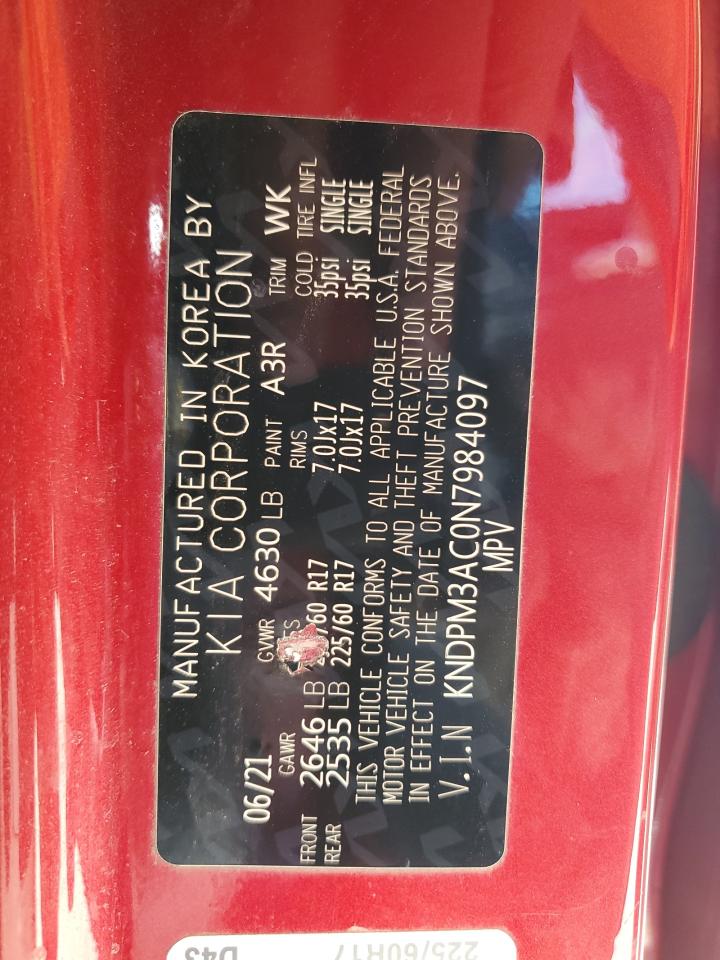 MANUFACTURED IN KOREA BY
KIA CORPORATION
06/21 GVWR 4630 LB PAINT A3R TRIM WK
GAWR RIMS COLD TIRE INFL
FRONT 2646 LB R17 7.0Jx17 35psi SINGLE
REAR 2535 LB 225/60 R17 7.0Jx17 35psi SINGLE
THIS VEHICLE CONFORMS TO ALL APPLICABLE U.S.A. FEDERAL
MOTOR VEHICLE SAFETY AND THEFT PREVENTION STANDARDS
IN EFFECT ON THE DATE OF MANUFACTURE SHOWN ABOVE.
V.I.N KNDPM3AC0N7984097
MPV
225/60R17
D43